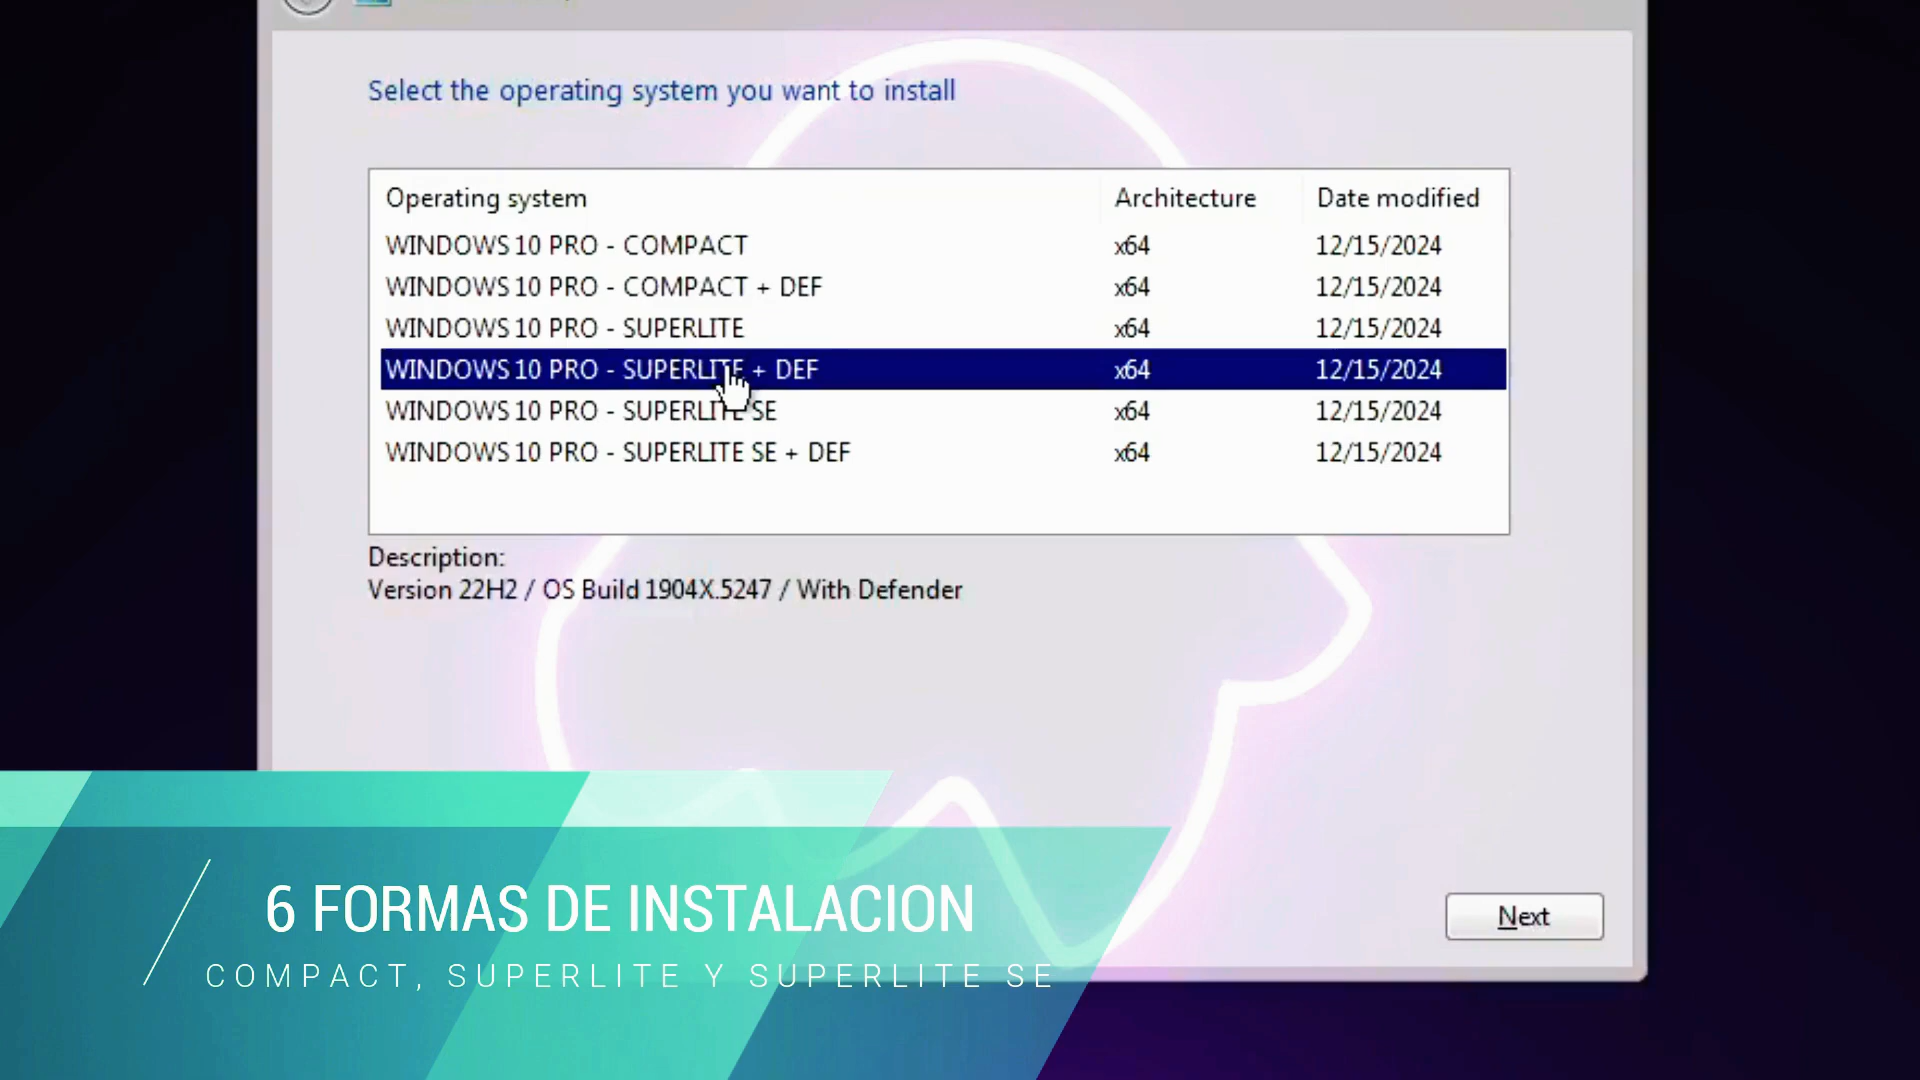 Select the operating system you want to install
Operating system Architecture Date modified
WINDOWS 10 PRO - COMPACT x64 12/15/2024
WINDOWS 10 PRO - COMPACT + DEF x64 12/15/2024
WINDOWS 10 PRO - SUPERLITE x64 12/15/2024
WINDOWS 10 PRO - SUPERLITE + DEF x64 12/15/2024
WINDOWS 10 PRO - SUPERLITE SE x64 12/15/2024
WINDOWS 10 PRO - SUPERLITE SE + DEF x64 12/15/2024
Description:
Version 22H2 / OS Build 1904X.5247 / With Defender
Next
6 FORMAS DE INSTALACION
COMPACT, SUPERLITE Y SUPERLITE SE